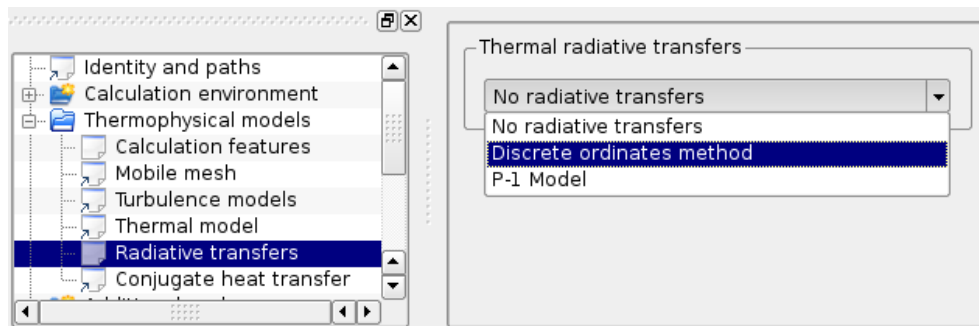 Identity and paths
Calculation environment
Thermophysical models
Calculation features
Mobile mesh
Turbulence models
Thermal model
Radiative transfers
Conjugate heat transfer
Thermal radiative transfers
No radiative transfers
No radiative transfers
Discrete ordinates method
P-1 Model